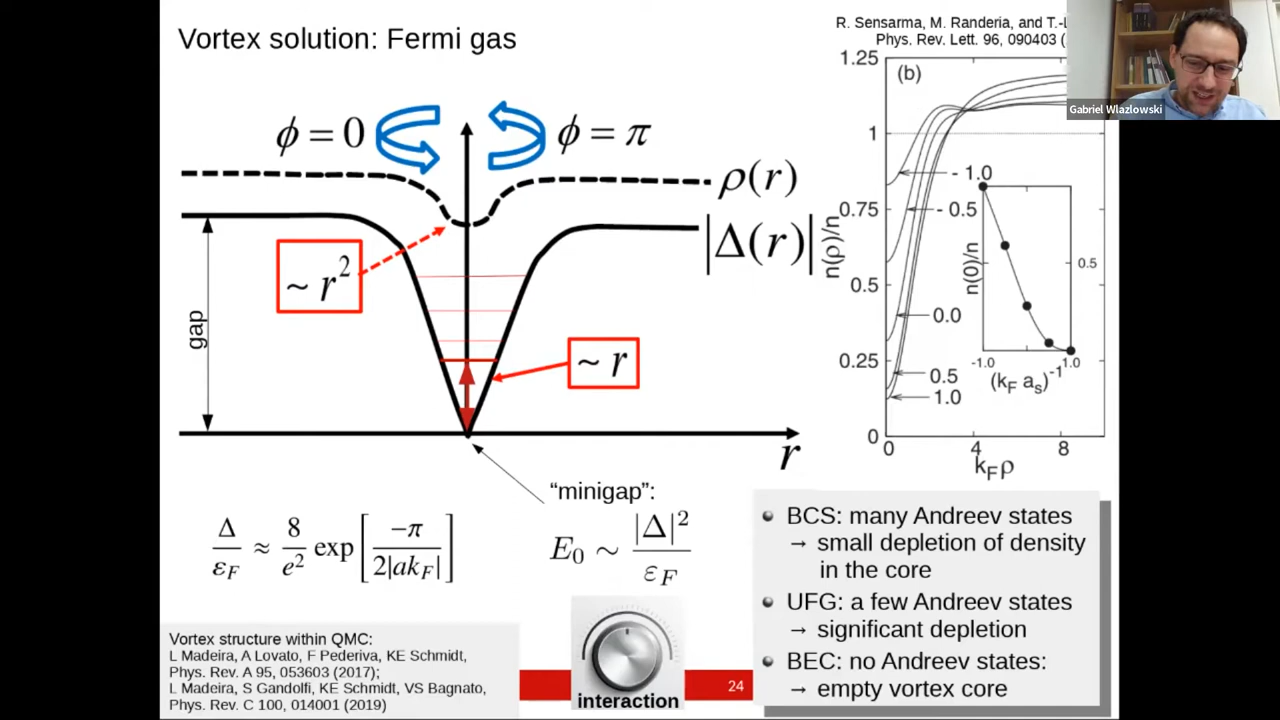 Vortex solution: Fermi gas
R. Sensarma, M. Randeria, and T.-L
Phys. Rev. Lett. 96, 090403 (
Gabriel Wlazlowski
ϕ = 0
ϕ = π
ρ(r)
|Δ(r)|
~ r²
~ r
gap
r
"minigap":
Δ/ε_F ≈ 8/e² exp[−π/2|ak_F|]
E₀ ∼ |Δ|²/ε_F
(b)
1.25
1
0.75
0.5
0.25
0
n(ρ)/n
- 1.0
- 0.5
0.0
0.5
1.0
n(0)/n
0.5
-1.0
1.0
(k_F a_s)⁻¹
0
4
8
k_Fρ
BCS: many Andreev states
→ small depletion of density
in the core
UFG: a few Andreev states
→ significant depletion
BEC: no Andreev states:
→ empty vortex core
Vortex structure within QMC:
L Madeira, A Lovato, F Pederiva, KE Schmidt,
Phys. Rev. A 95, 053603 (2017);
L Madeira, S Gandolfi, KE Schmidt, VS Bagnato,
Phys. Rev. C 100, 014001 (2019)
interaction
24